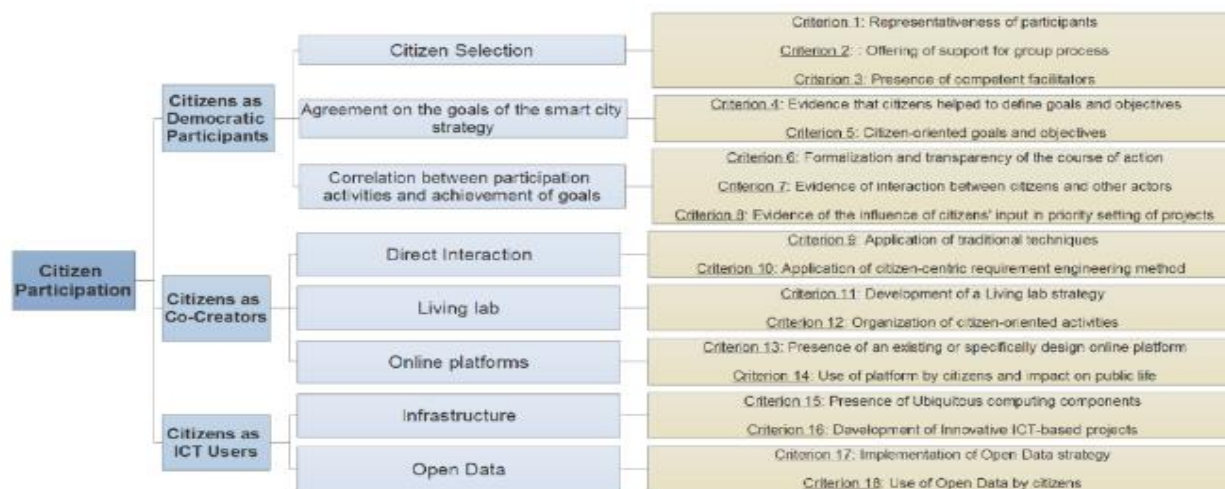 Citizen
Participation
Citizens as
Democratic
Participants
Citizen Selection
Criterion 1: Representativeness of participants
Criterion 2: : Offering of support for group process
Criterion 3: Presence of competent facilitators
Agreement on the goals of the smart city
strategy
Criterion 4: Evidence that citizens helped to define goals and objectives
Criterion 5: Citizen-oriented goals and objectives
Correlation between participation
activities and achievement of goals
Criterion 6: Formalization and transparency of the course of action
Criterion 7: Evidence of interaction between citizens and other actors
Criterion 8: Evidence of the influence of citizens' input in priority setting of projects
Citizens as
Co-Creators
Direct Interaction
Criterion 9: Application of traditional techniques
Criterion 10: Application of citizen-centric requirement engineering method
Living lab
Criterion 11: Development of a Living lab strategy
Criterion 12: Organization of citizen-oriented activities
Online platforms
Criterion 13: Presence of an existing or specifically design online platform
Criterion 14: Use of platform by citizens and impact on public life
Citizens as
ICT Users
Infrastructure
Criterion 15: Presence of Ubiquitous computing components
Criterion 16: Development of Innovative ICT-based projects
Open Data
Criterion 17: Implementation of Open Data strategy
Criterion 18: Use of Open Data by citizens